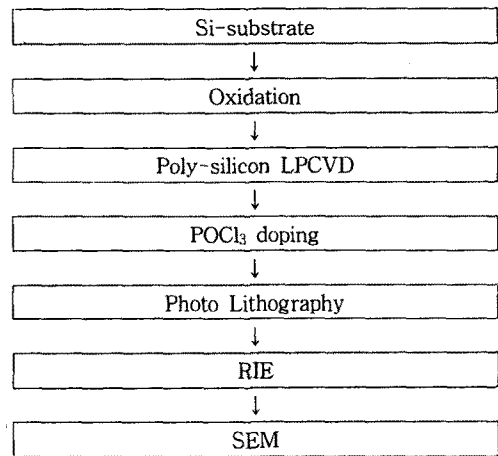 Si-substrate
↓
Oxidation
↓
Poly-silicon LPCVD
↓
POCl₃ doping
↓
Photo Lithography
↓
RIE
↓
SEM